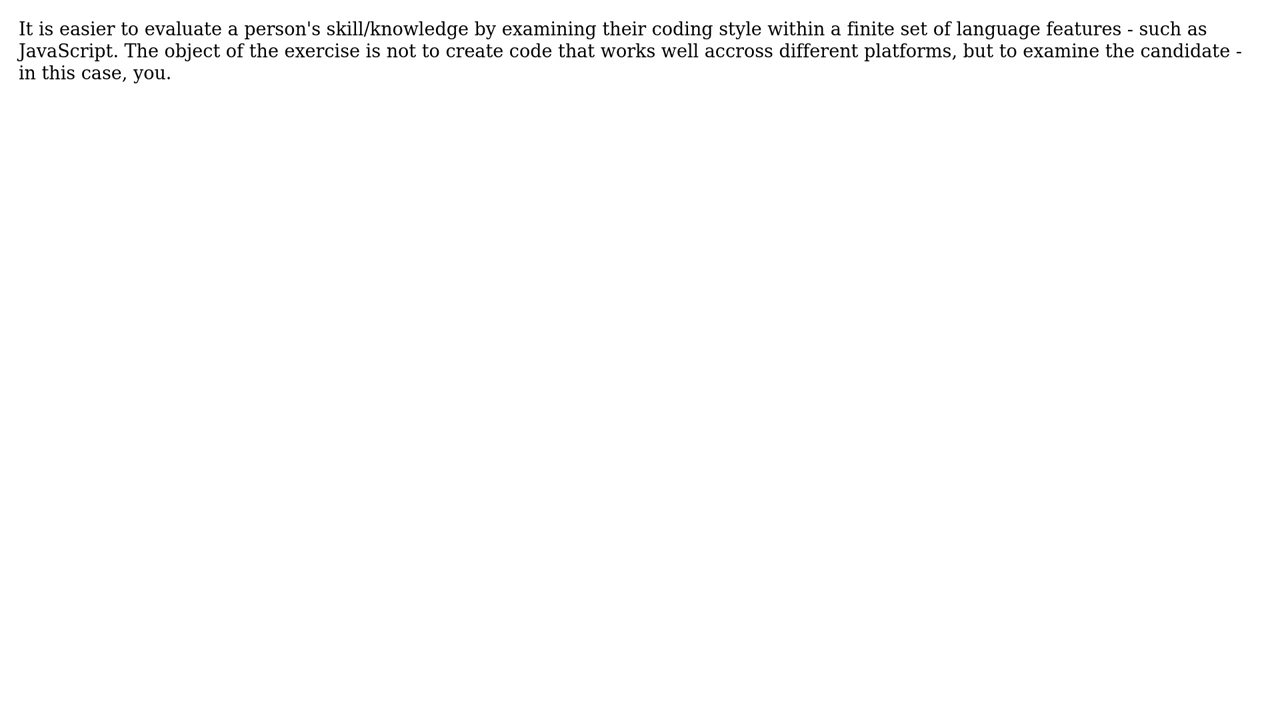 It is easier to evaluate a person's skill/knowledge by examining their coding style within a finite set of language features - such as
JavaScript. The object of the exercise is not to create code that works well accross different platforms, but to examine the candidate -
in this case, you.